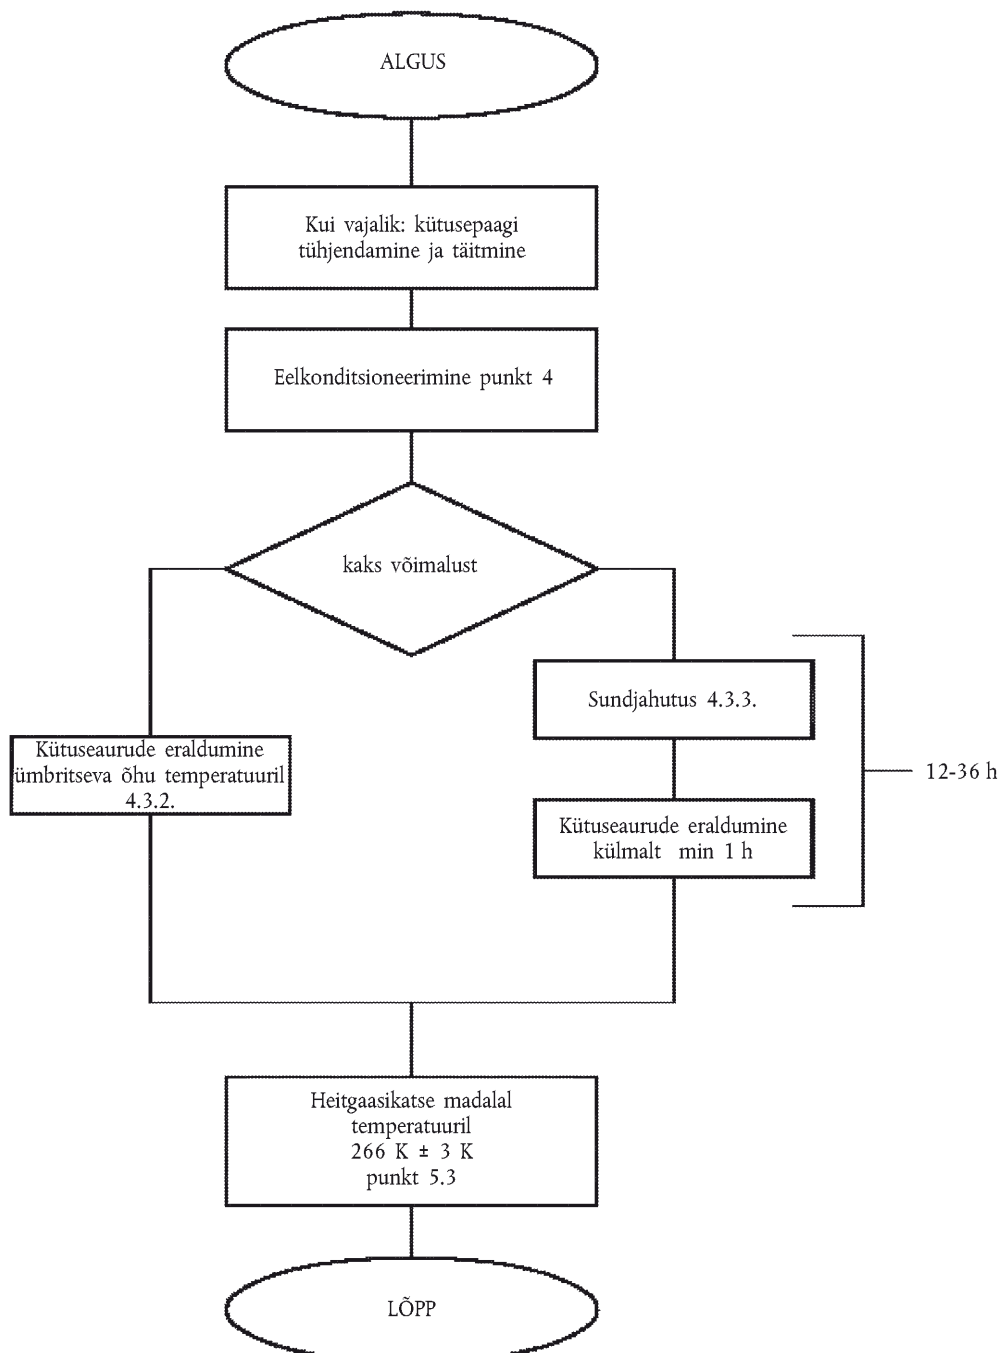 ALGUS
Kui vajalik: kütusepaagi
tühjendamine ja täitmine
Eelkonditsioneerimine punkt 4
kaks võimalust
Kütuseaurude eraldumine
ümbritseva õhu temperatuuril
4.3.2.
Sundjahutus 4.3.3.
Kütuseaurude eraldumine
külmalt min 1 h
12-36 h
Heitgaasikatse madalal
temperatuuril
266 K ± 3 K
punkt 5.3
LÕPP